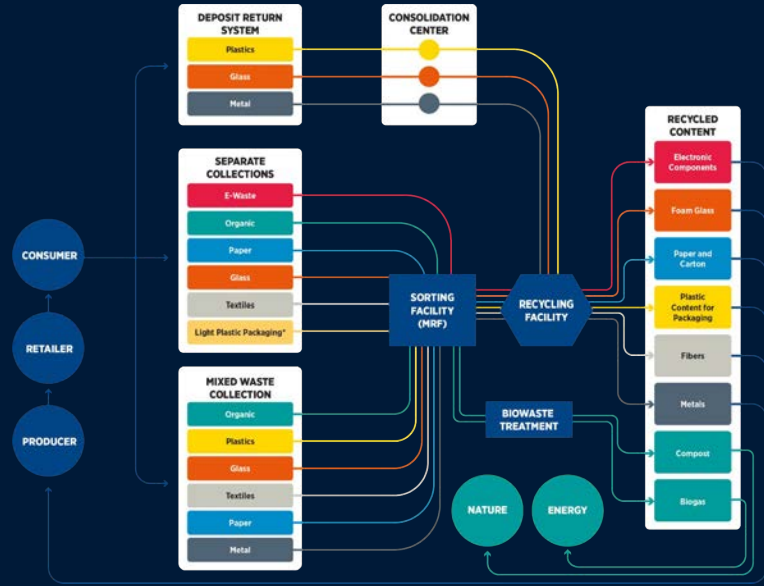 DEPOSIT RETURN
SYSTEM
Plastics
Glass
Metal
CONSOLIDATION
CENTER
SEPARATE
COLLECTIONS
E-Waste
Organic
Paper
Glass
Textiles
Light Plastic Packaging*
MIXED WASTE
COLLECTION
Organic
Plastics
Glass
Textiles
Paper
Metal
CONSUMER
RETAILER
PRODUCER
SORTING
FACILITY
(MRF)
RECYCLING
FACILITY
BIOWASTE
TREATMENT
NATURE
ENERGY
RECYCLED
CONTENT
Electronic
Components
Foam Glass
Paper and
Carton
Plastic
Content for
Packaging
Fibers
Metals
Compost
Biogas